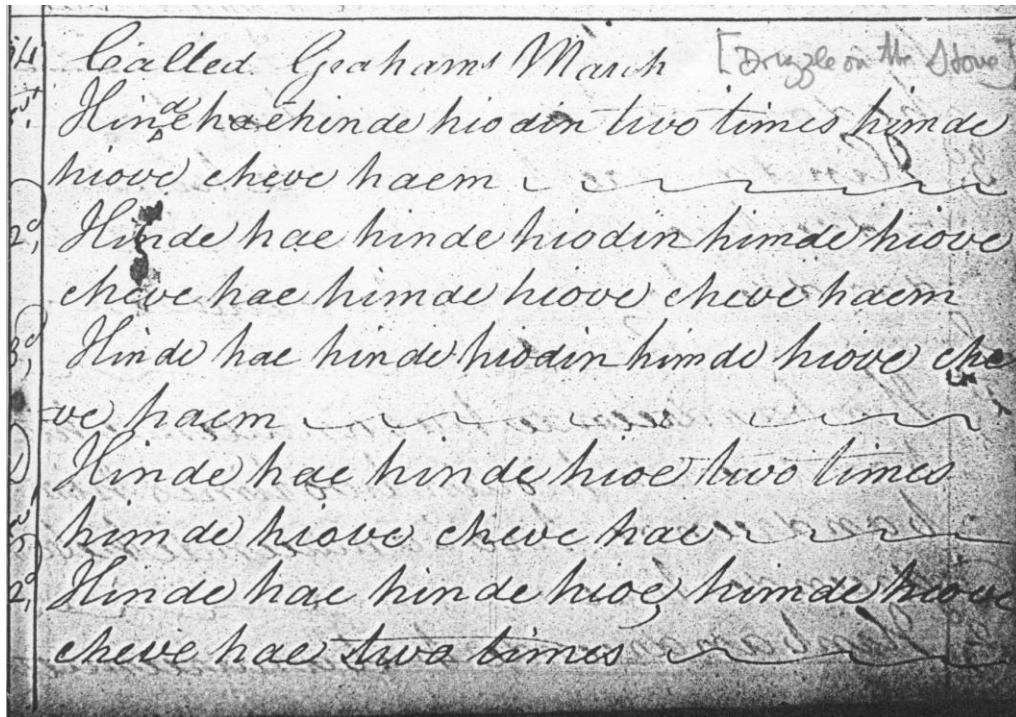 Called Grahams March [Drizzle on the Stone]
Hinde hae hinde hiodin two times himde
hiove cheve haem
Hinde hae hinde hiodin himde hiove
cheve hae himde hiove cheve haem
Hinde hae hinde hiodin himde hiove che
ve haem
Hinde hae hinde hioe two times
himde hiove cheve hae
Hinde hae hinde hioe, himde hiove
cheve hae two times